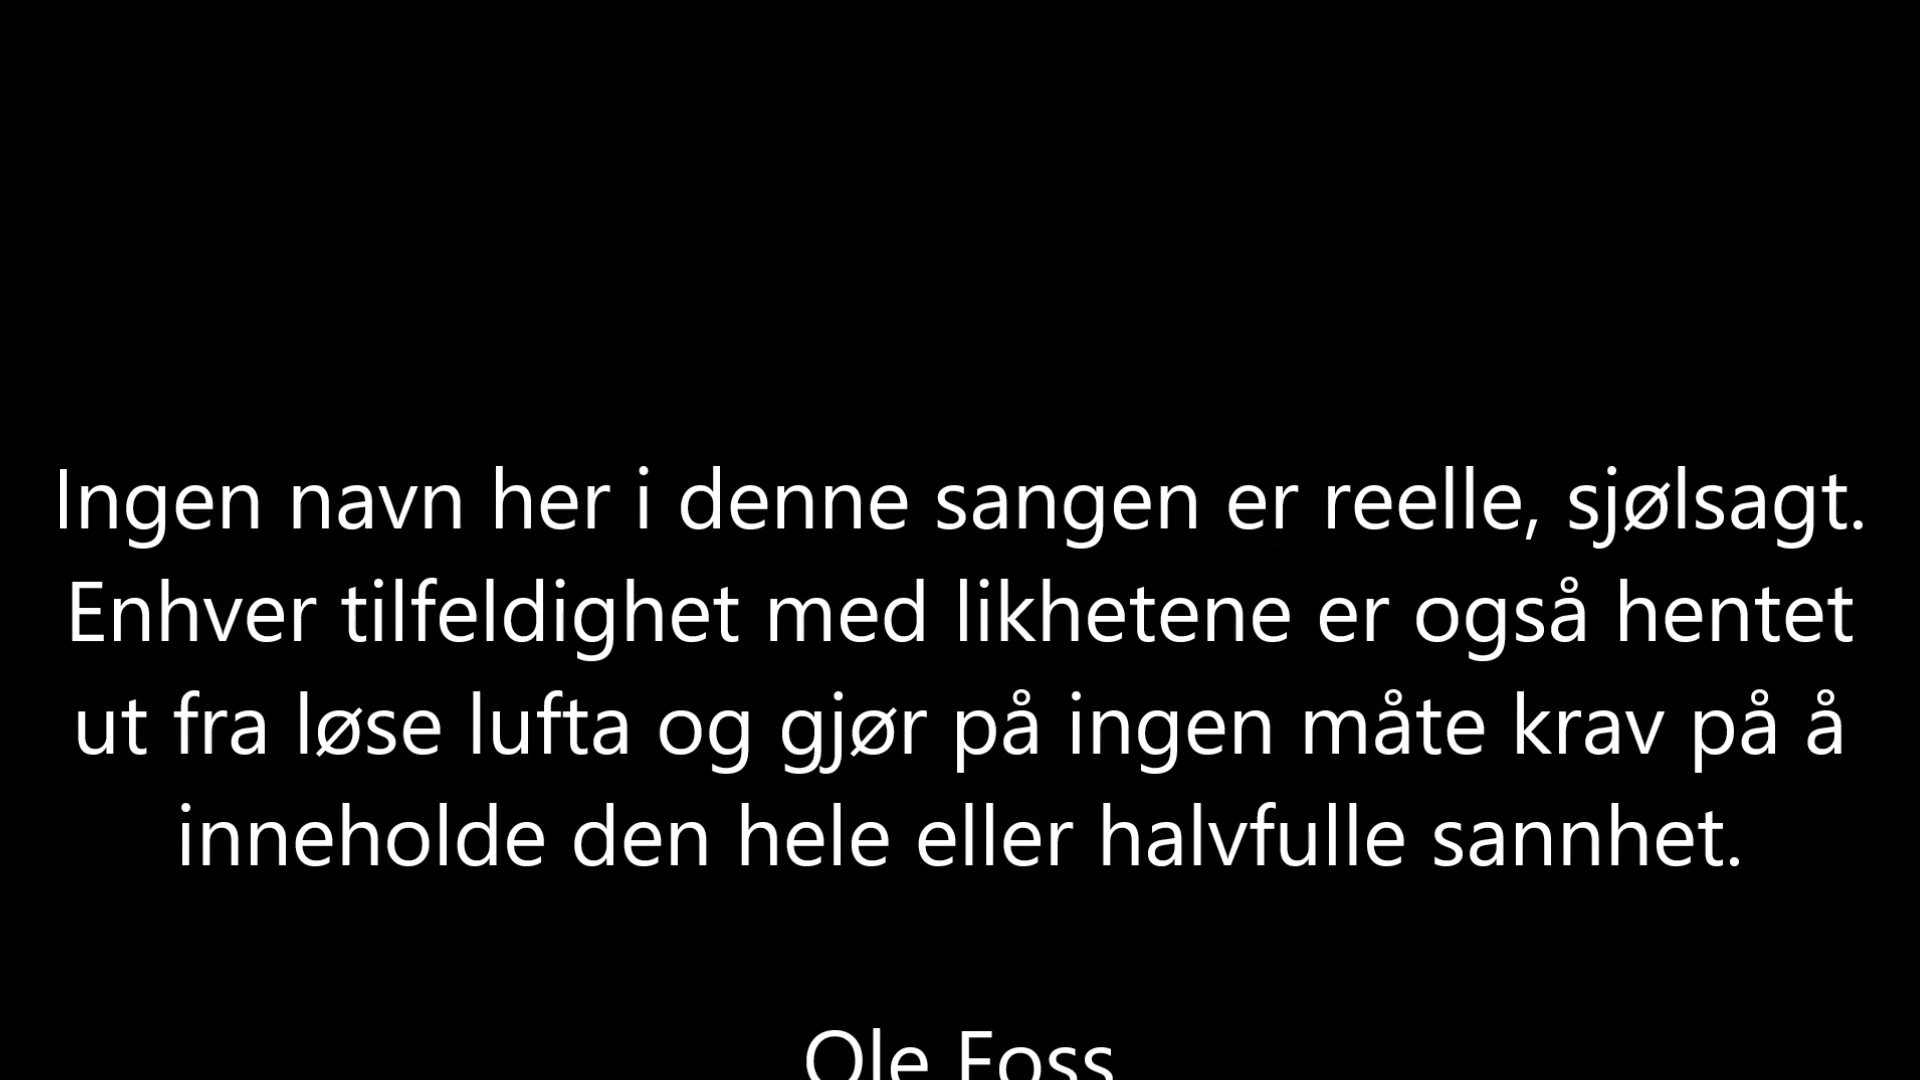 Ingen navn her i denne sangen er reelle, sjølsagt.
Enhver tilfeldighet med likhetene er også hentet
ut fra løse lufta og gjør på ingen måte krav på å
inneholde den hele eller halvfulle sannhet.
Ole Foss